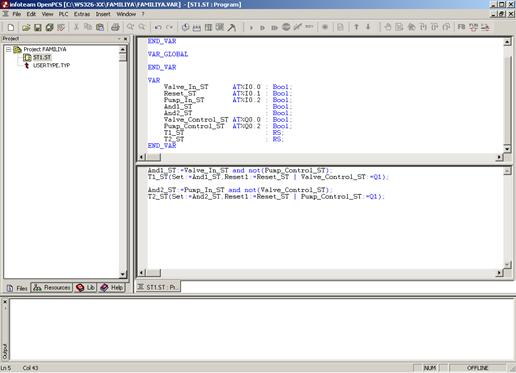 Infoteam OpenPCS [C:\WS326-XX\FAMILIYA\FAMILIYA.VAR] - [ST1.ST : Program]
File Edit View PLC Extras Insert Window ?
Project
Project FAMILIYA
ST1.ST
USERTYPE.TYP
Files Resources Lib Help
END_VAR
VAR_GLOBAL
END_VAR
VAR
Valve_In_ST AT%I0.0 : Bool;
Reset_ST AT%I0.1 : Bool;
Pump_In_ST AT%I0.2 : Bool;
And1_ST : Bool;
And2_ST : Bool;
Valve_Control_ST AT%Q0.0 : Bool;
Pump_Control_ST AT%Q0.2 : Bool;
T1_ST : RS;
T2_ST : RS;
END_VAR
And1_ST:=Valve_In_ST and not(Pump_Control_ST);
T1_ST(Set:=And1_ST,Reset1:=Reset_ST | Valve_Control_ST:=Q1);
And2_ST:=Pump_In_ST and not(Valve_Control_ST);
T2_ST(Set:=And2_ST,Reset1:=Reset_ST | Pump_Control_ST:=Q1);
ST1.ST : Pr..
Output
Ln 5 Col 43 NUM OFFLINE